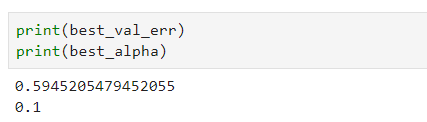 print(best_val_err)
print(best_alpha)
0.5945205479452055
0.1